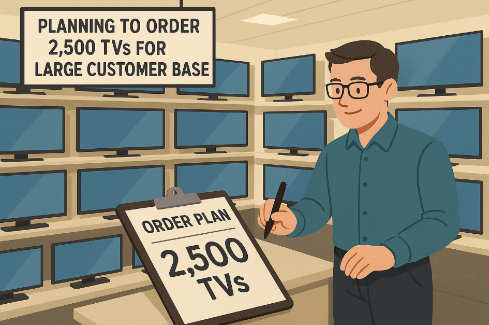 PLANNING TO ORDER
2,500 TVs FOR
LARGE CUSTOMER BASE
ORDER PLAN
2,500
TVs